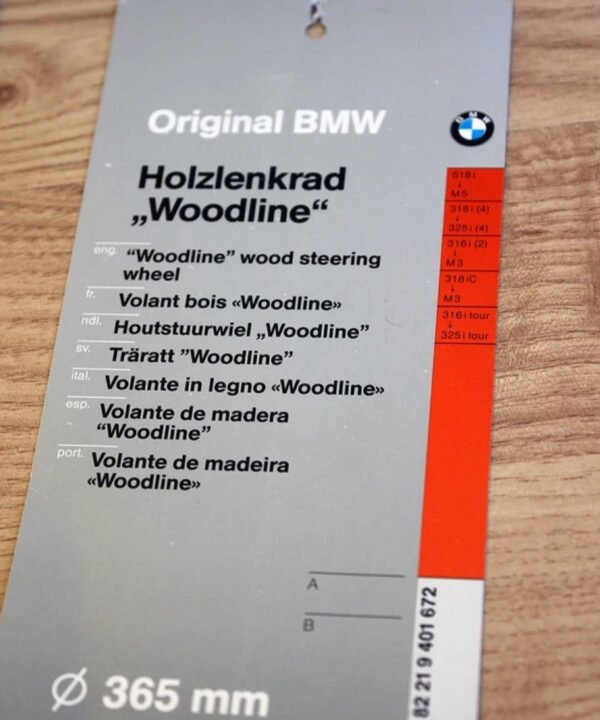 Original BMW
BMW
Holzlenkrad
„Woodline“
eng. “Woodline” wood steering
wheel
fr. Volant bois «Woodline»
ndl. Houtstuurwiel „Woodline”
sv. Träratt ”Woodline”
ital. Volante in legno «Woodline»
esp. Volante de madera
“Woodline”
port. Volante de madeira
«Woodline»
518i
↓
M5
316i (4)
↓
325i (4)
316i (2)
↓
M3
318iC
↓
M3
316i tour
↓
325i tour
A
B
Ø 365 mm
82 21 9 401 672